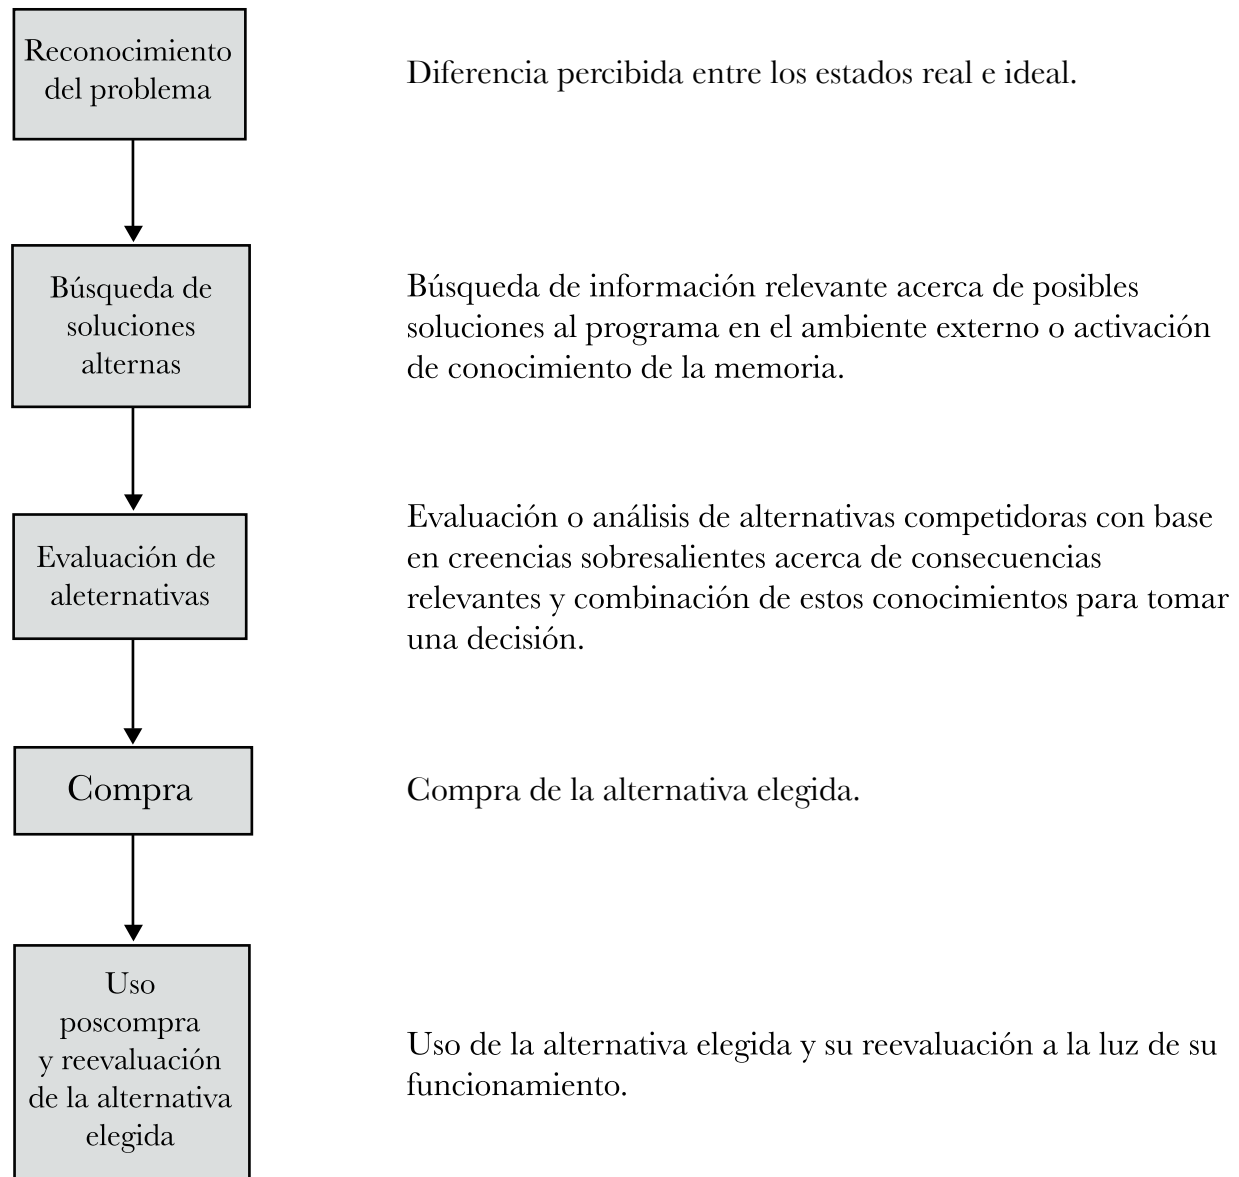 Reconocimiento
del problema
Diferencia percibida entre los estados real e ideal.
Búsqueda de
soluciones
alternas
Búsqueda de información relevante acerca de posibles
soluciones al programa en el ambiente externo o activación
de conocimiento de la memoria.
Evaluación de
aleternativas
Evaluación o análisis de alternativas competidoras con base
en creencias sobresalientes acerca de consecuencias
relevantes y combinación de estos conocimientos para tomar
una decisión.
Compra
Compra de la alternativa elegida.
Uso
poscompra
y reevaluación
de la alternativa
elegida
Uso de la alternativa elegida y su reevaluación a la luz de su
funcionamiento.